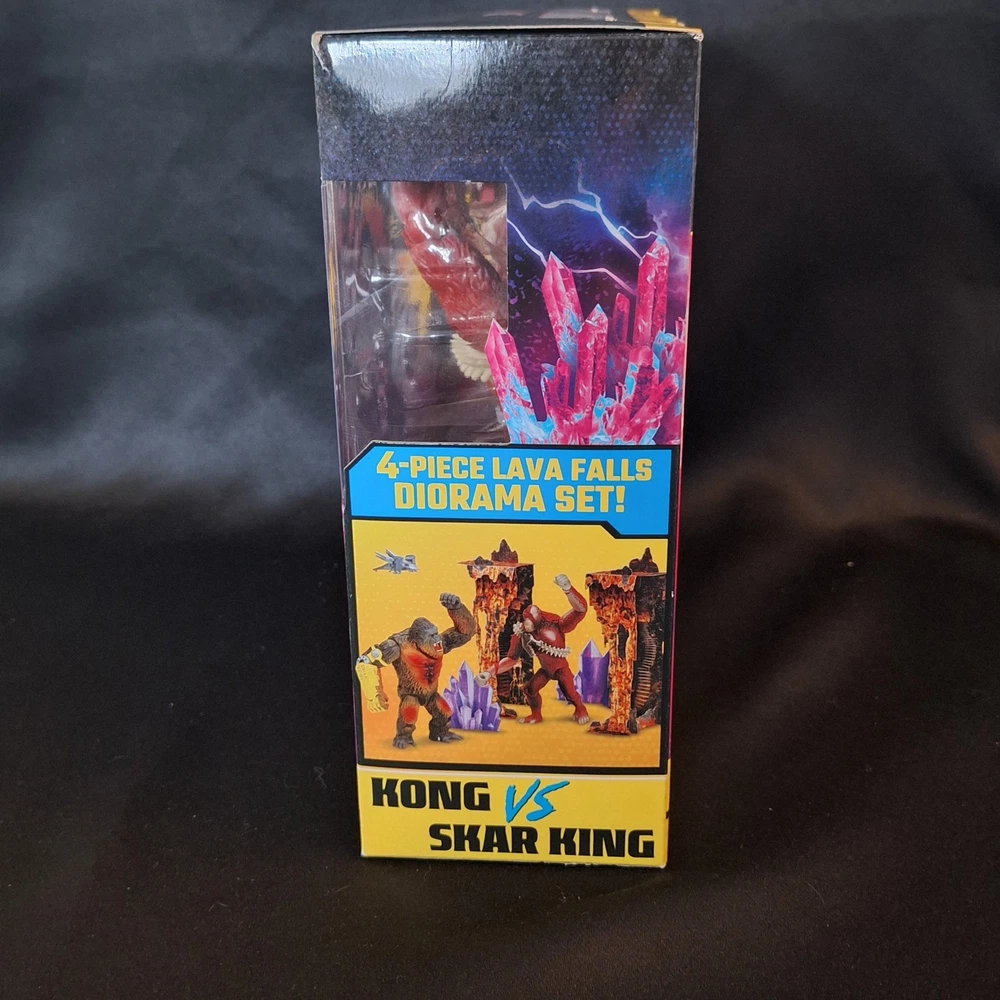 4-PIECE LAVA FALLS
DIORAMA SET!
KONG VS
SKAR KING